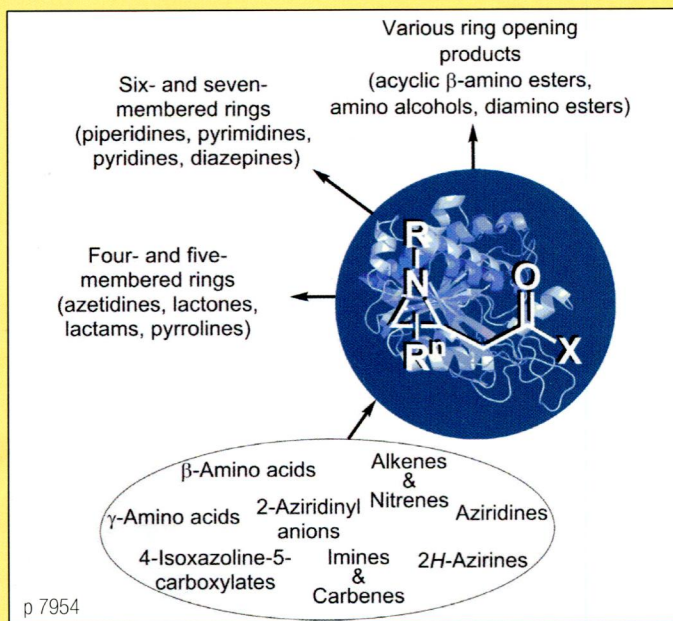 Various ring opening
products
(acyclic β-amino esters,
amino alcohols, diamino esters)
Six- and seven-
membered rings
(piperidines, pyrimidines,
pyridines, diazepines)
Four- and five-
membered rings
(azetidines, lactones,
lactams, pyrrolines)
R
N
O
Rⁿ
X
β-Amino acids
Alkenes
&
Nitrenes
γ-Amino acids
2-Aziridinyl
anions
Aziridines
4-Isoxazoline-5-
carboxylates
Imines
&
Carbenes
2H-Azirines
p 7954